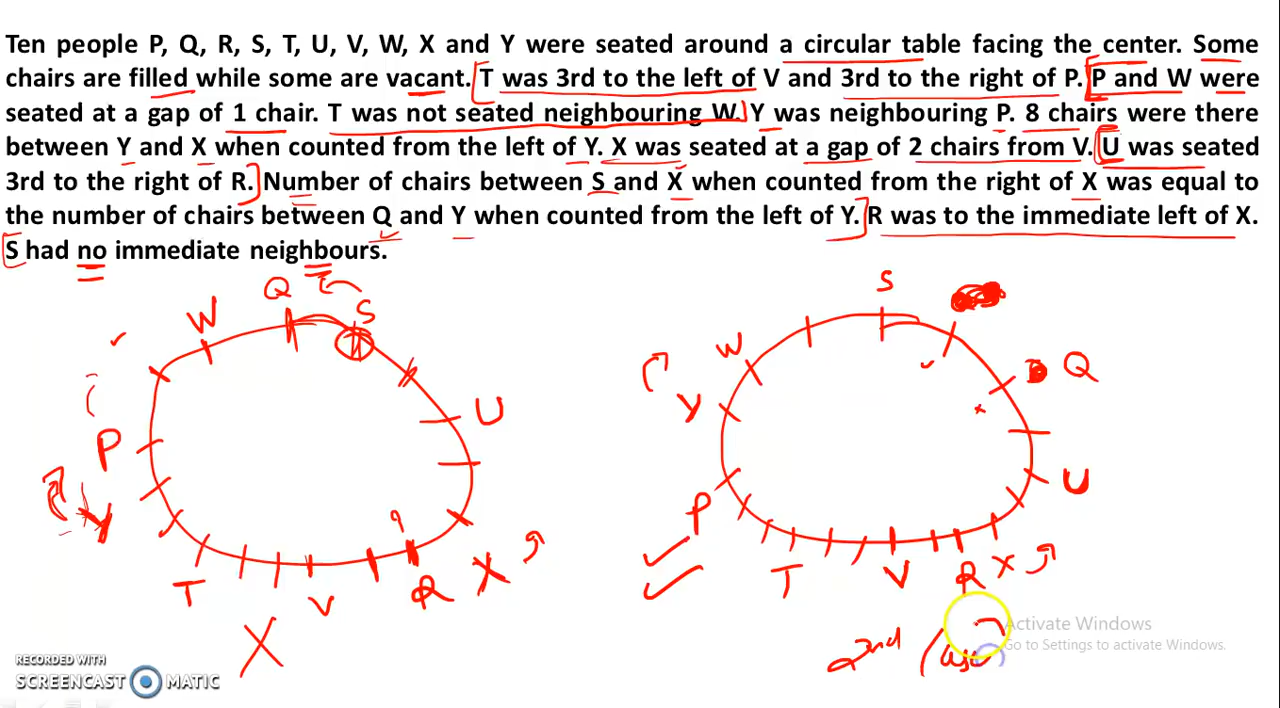 Ten people P, Q, R, S, T, U, V, W, X and Y were seated around a circular table facing the center. Some
chairs are filled while some are vacant. T was 3rd to the left of V and 3rd to the right of P. P and W were
seated at a gap of 1 chair. T was not seated neighbouring W. Y was neighbouring P. 8 chairs were there
between Y and X when counted from the left of Y. X was seated at a gap of 2 chairs from V. U was seated
3rd to the right of R. Number of chairs between S and X when counted from the right of X was equal to
the number of chairs between Q and Y when counted from the left of Y. R was to the immediate left of X.
S had no immediate neighbours.
Q
S
W
U
P
Y
T
V
R
X
X
S
W
Q
Y
U
P
T
V
R
X
2nd
Activate Windows
Go to Settings to activate Windows.
RECORDED WITH
SCREENCAST MATIC